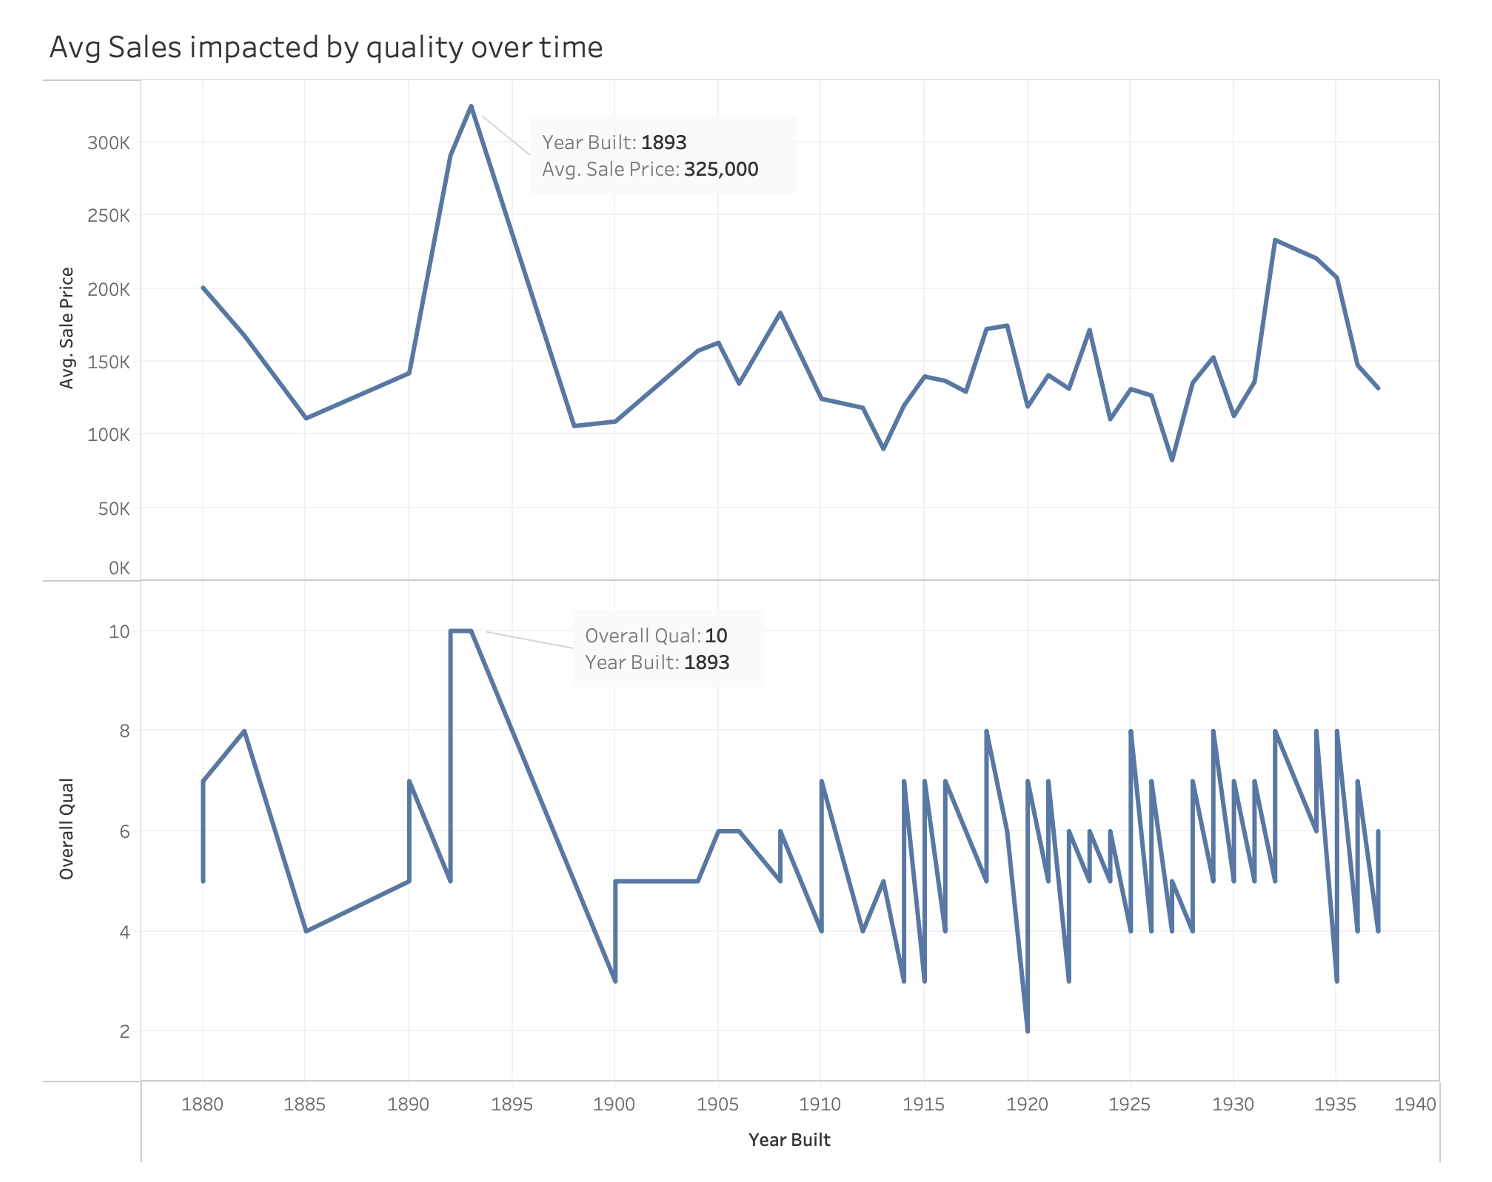 Avg Sales impacted by quality over time
300K
250K
200K
150K
100K
50K
0K
Avg. Sale Price
Year Built: 1893
Avg. Sale Price: 325,000
10
8
6
4
2
Overall Qual
Overall Qual: 10
Year Built: 1893
1880 1885 1890 1895 1900 1905 1910 1915 1920 1925 1930 1935 1940
Year Built